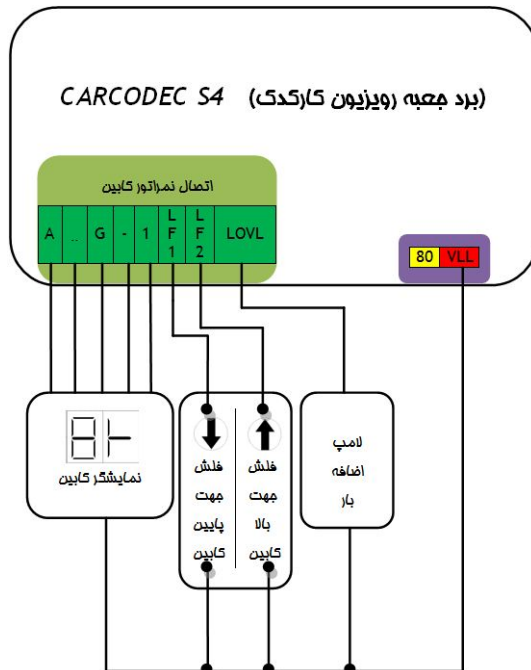 (برد جعبه رویزیون کارکدک) CARCODEC S4
اتصال نمراتور کابین
A .. G - 1 LF1 LF2 LOVL
80 VLL
نمایشگر کابین
فلش
جهت
پایین
کابین
فلش
جهت
بالا
کابین
لامپ
اضافه
بار